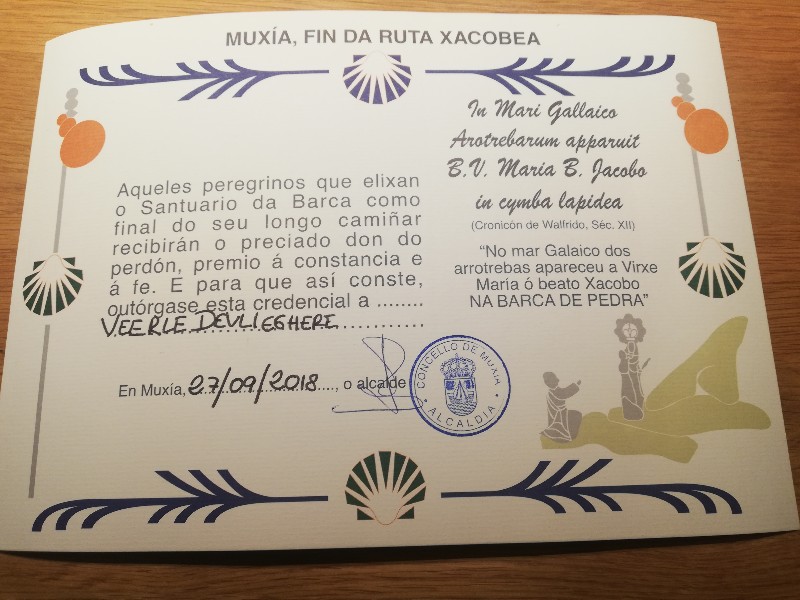 MUXÍA, FIN DA RUTA XACOBEA
Aqueles peregrinos que elixan
o Santuario da Barca como
final do seu longo camiñar
recibirán o preciado don do
perdón, premio á constancia e
á fe. E para que así conste,
outórgase esta credencial a ........
VEERLE DEVLIEGHERE
En Muxía, 27/09/2018, o alcalde
In Mari Gallaico
Arotrebarum apparuit
B.V. Maria B. Jacobo
in cymba lapidea
(Cronicón de Walfrido, Séc. XII)
"No mar Galaico dos
arrotrebas apareceu a Virxe
María ó beato Xacobo
NA BARCA DE PEDRA"
CONCELLO DE MUXIA
ALCALDIA